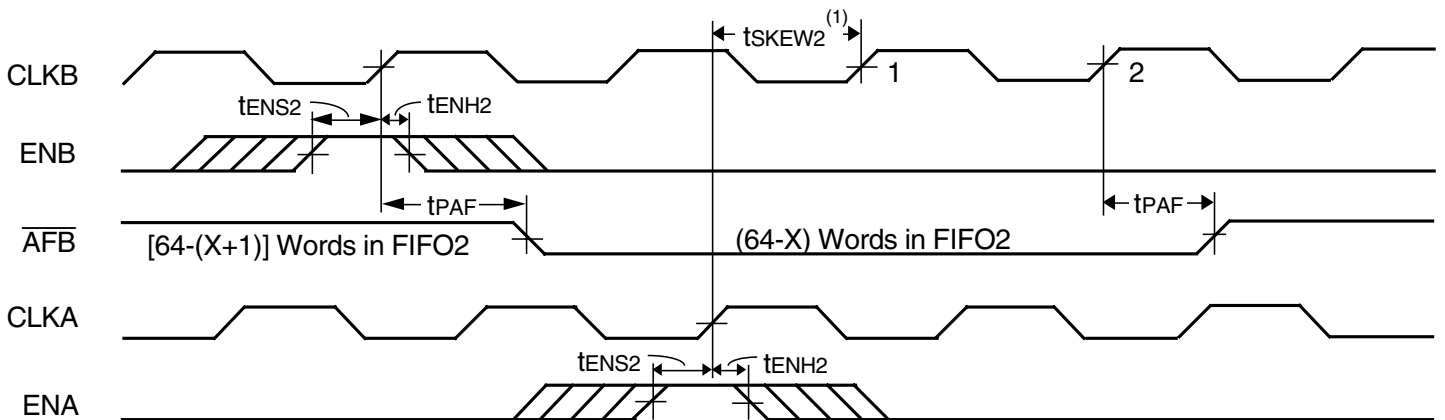 tSKEW2 (1)
CLKB 1 2
tENS2 tENH2
ENB
tPAF tPAF
AFB [64-(X+1)] Words in FIFO2 (64-X) Words in FIFO2
CLKA
tENS2 tENH2
ENA